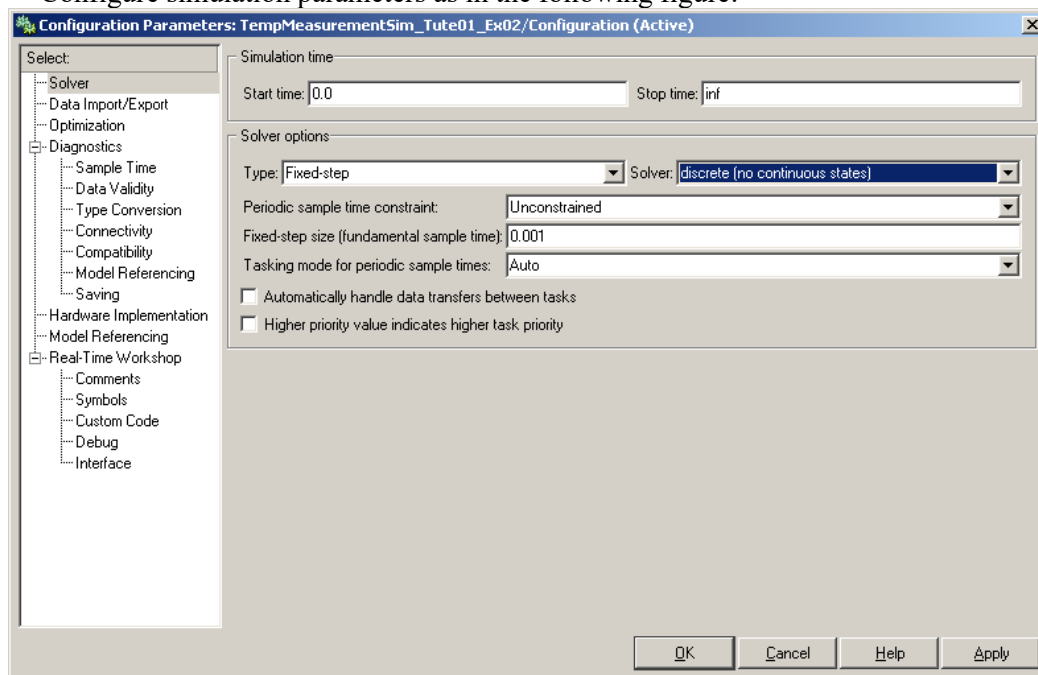 Configure simulation parameters as in the following figure.
Configuration Parameters: TempMeasurementSim_Tute01_Ex02/Configuration (Active)
Select:
Solver
Data Import/Export
Optimization
Diagnostics
Sample Time
Data Validity
Type Conversion
Connectivity
Compatibility
Model Referencing
Saving
Hardware Implementation
Model Referencing
Real-Time Workshop
Comments
Symbols
Custom Code
Debug
Interface
Simulation time
Start time: 0.0 Stop time: inf
Solver options
Type: Fixed-step Solver: discrete (no continuous states)
Periodic sample time constraint: Unconstrained
Fixed-step size (fundamental sample time): 0.001
Tasking mode for periodic sample times: Auto
Automatically handle data transfers between tasks
Higher priority value indicates higher task priority
OK Cancel Help Apply